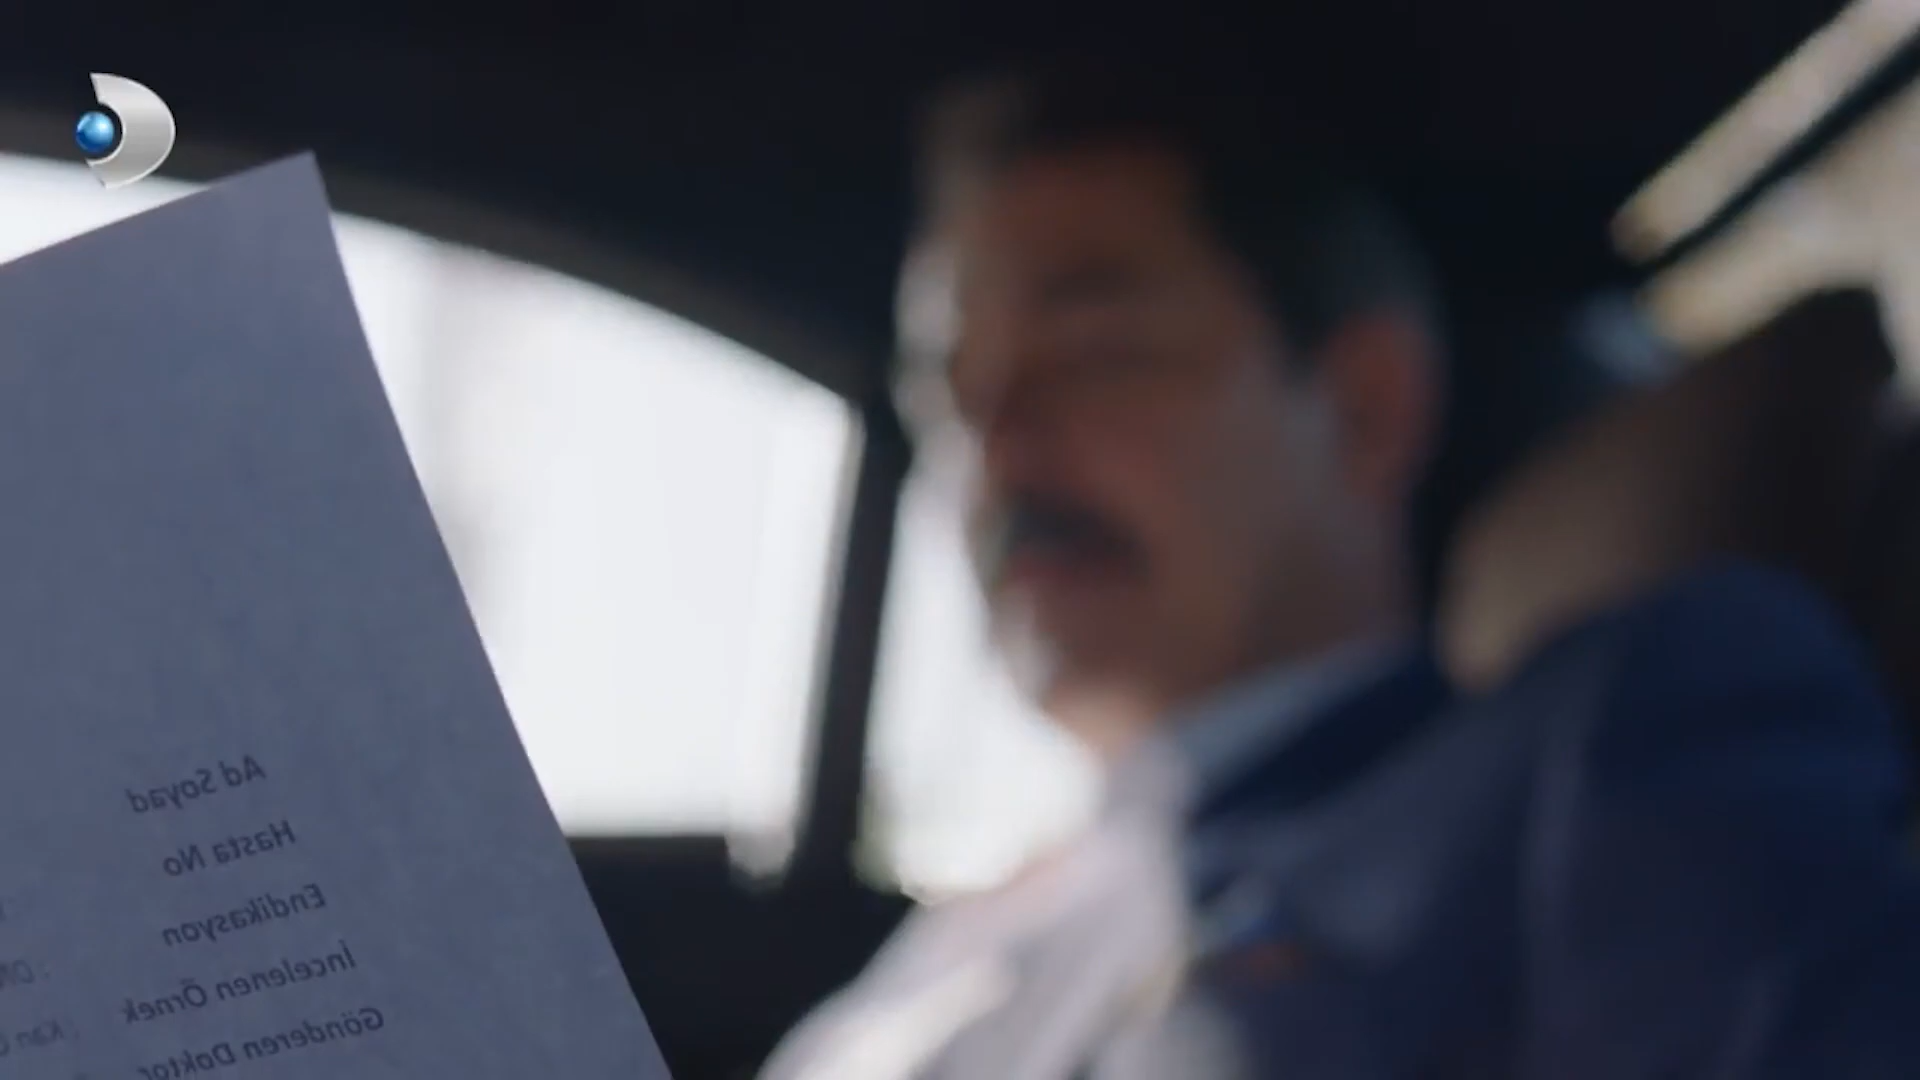 Ad Soyad
Hasta No
Endikasyon
İncelenen Örnek
Gönderen Doktor